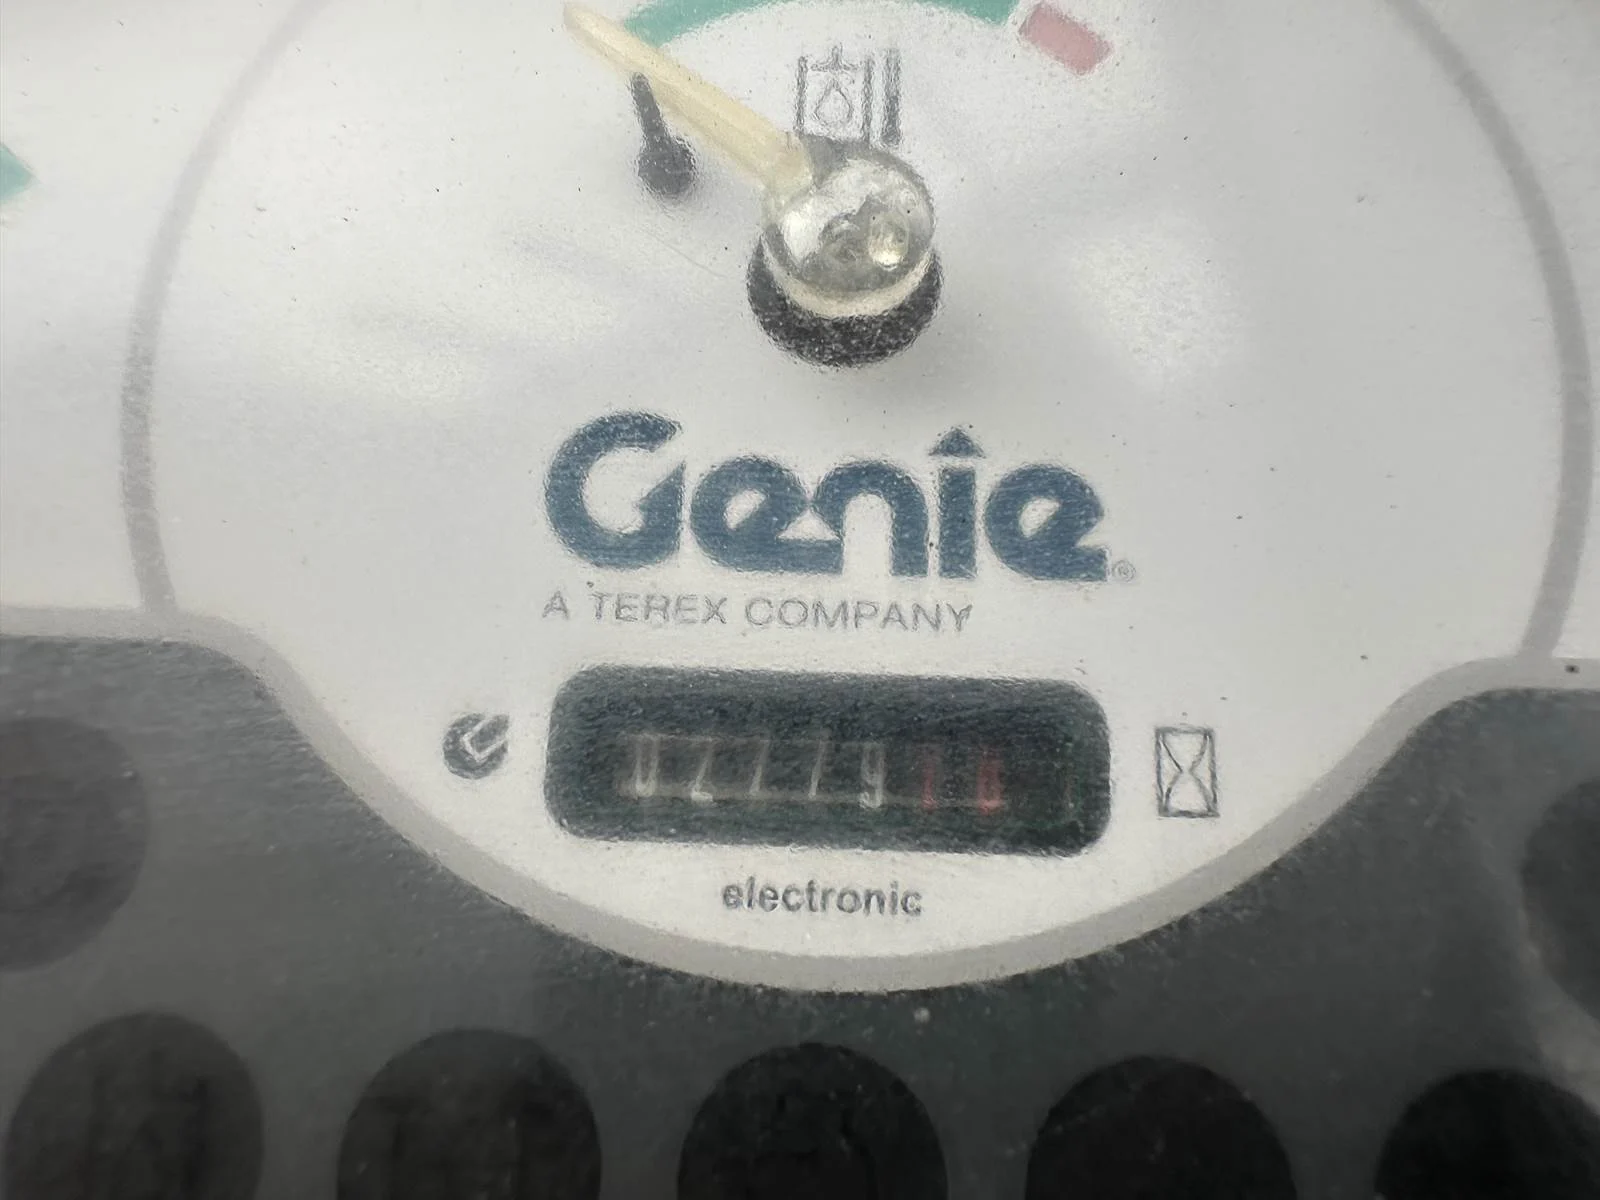 Genie®
A TEREX COMPANY
electronic